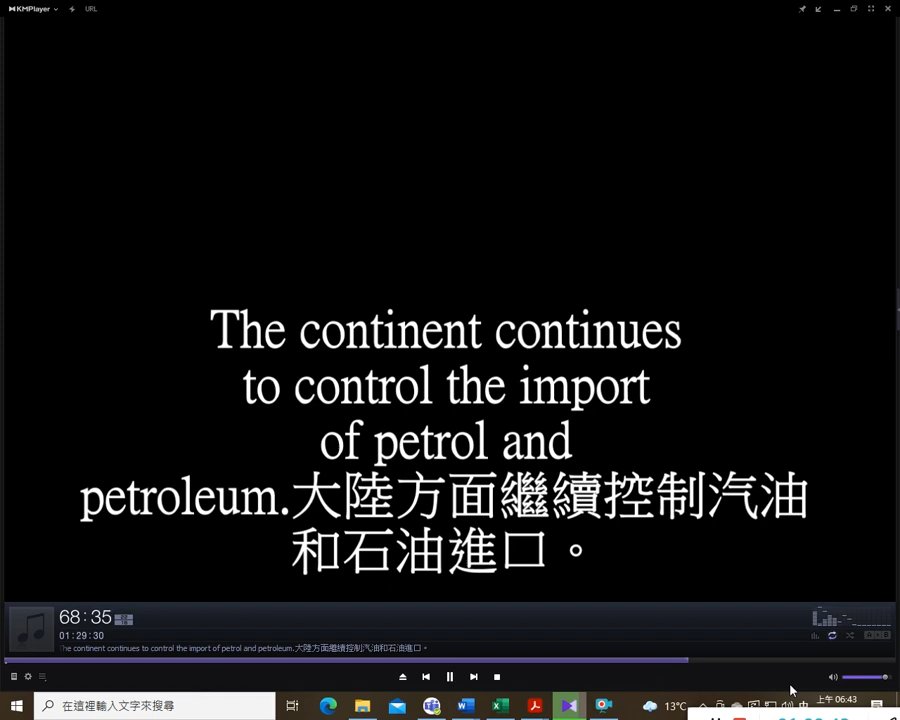 KMPlayer
URL
The continent continues
to control the import
of petrol and
petroleum.大陸方面繼續控制汽油
和石油進口。
68:35
01:29:30
The continent continues to control the import of petrol and petroleum.大陸方面繼續控制汽油和石油進口。
在這裡輸入文字來搜尋
13°C
中
上午 06:43